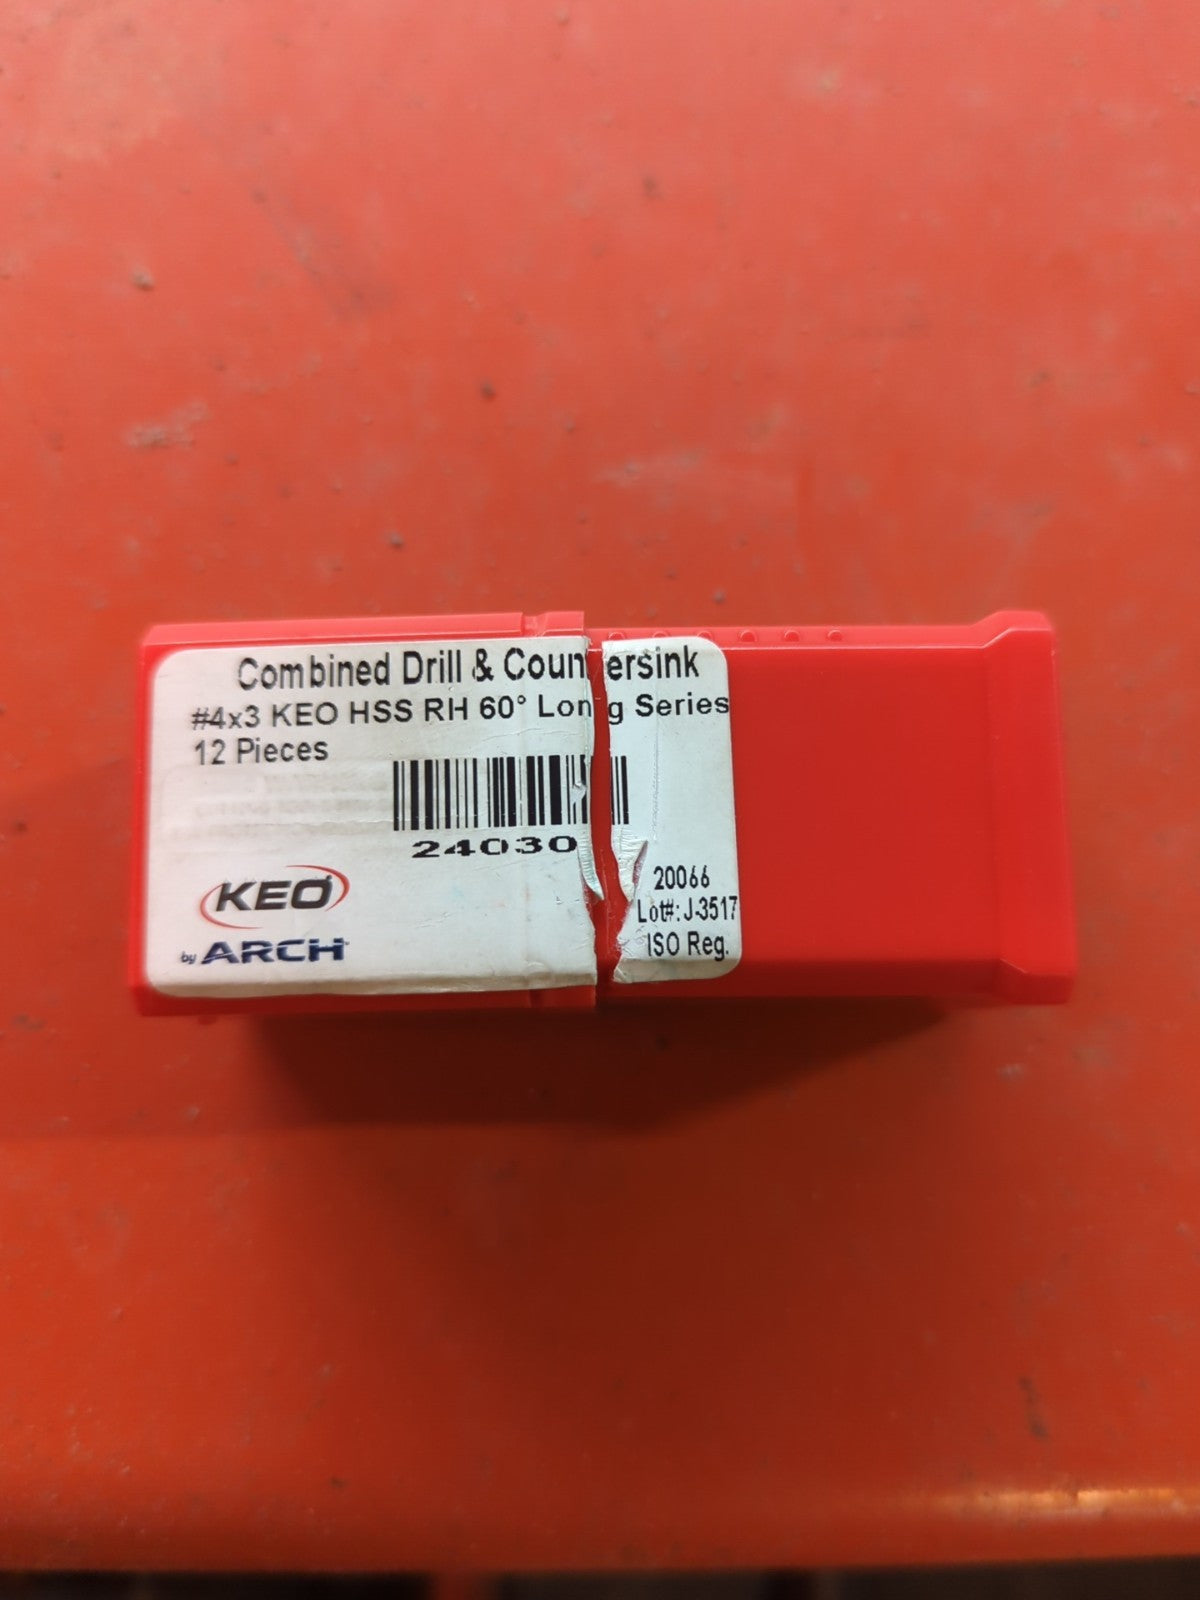 Combined Drill & Countersink
#4x3 KEO HSS RH 60° Long Series
12 Pieces
24030
20066
Lot#: J-3517
ISO Reg.
KEO
by ARCH